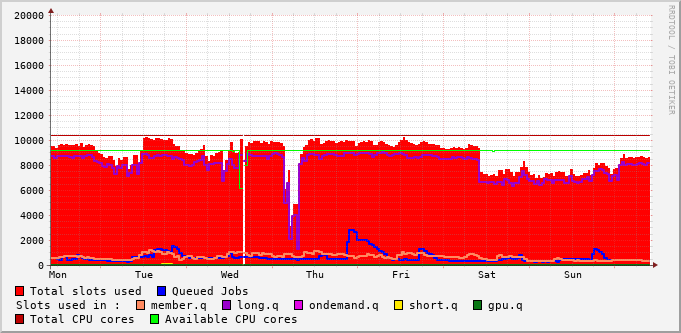 RRDTOOL / TOBI OETIKER
20000
18000
16000
14000
12000
10000
8000
6000
4000
2000
0
Mon Tue Wed Thu Fri Sat Sun
Total slots used Queued Jobs
Slots used in : member.q long.q ondemand.q short.q gpu.q
Total CPU cores Available CPU cores